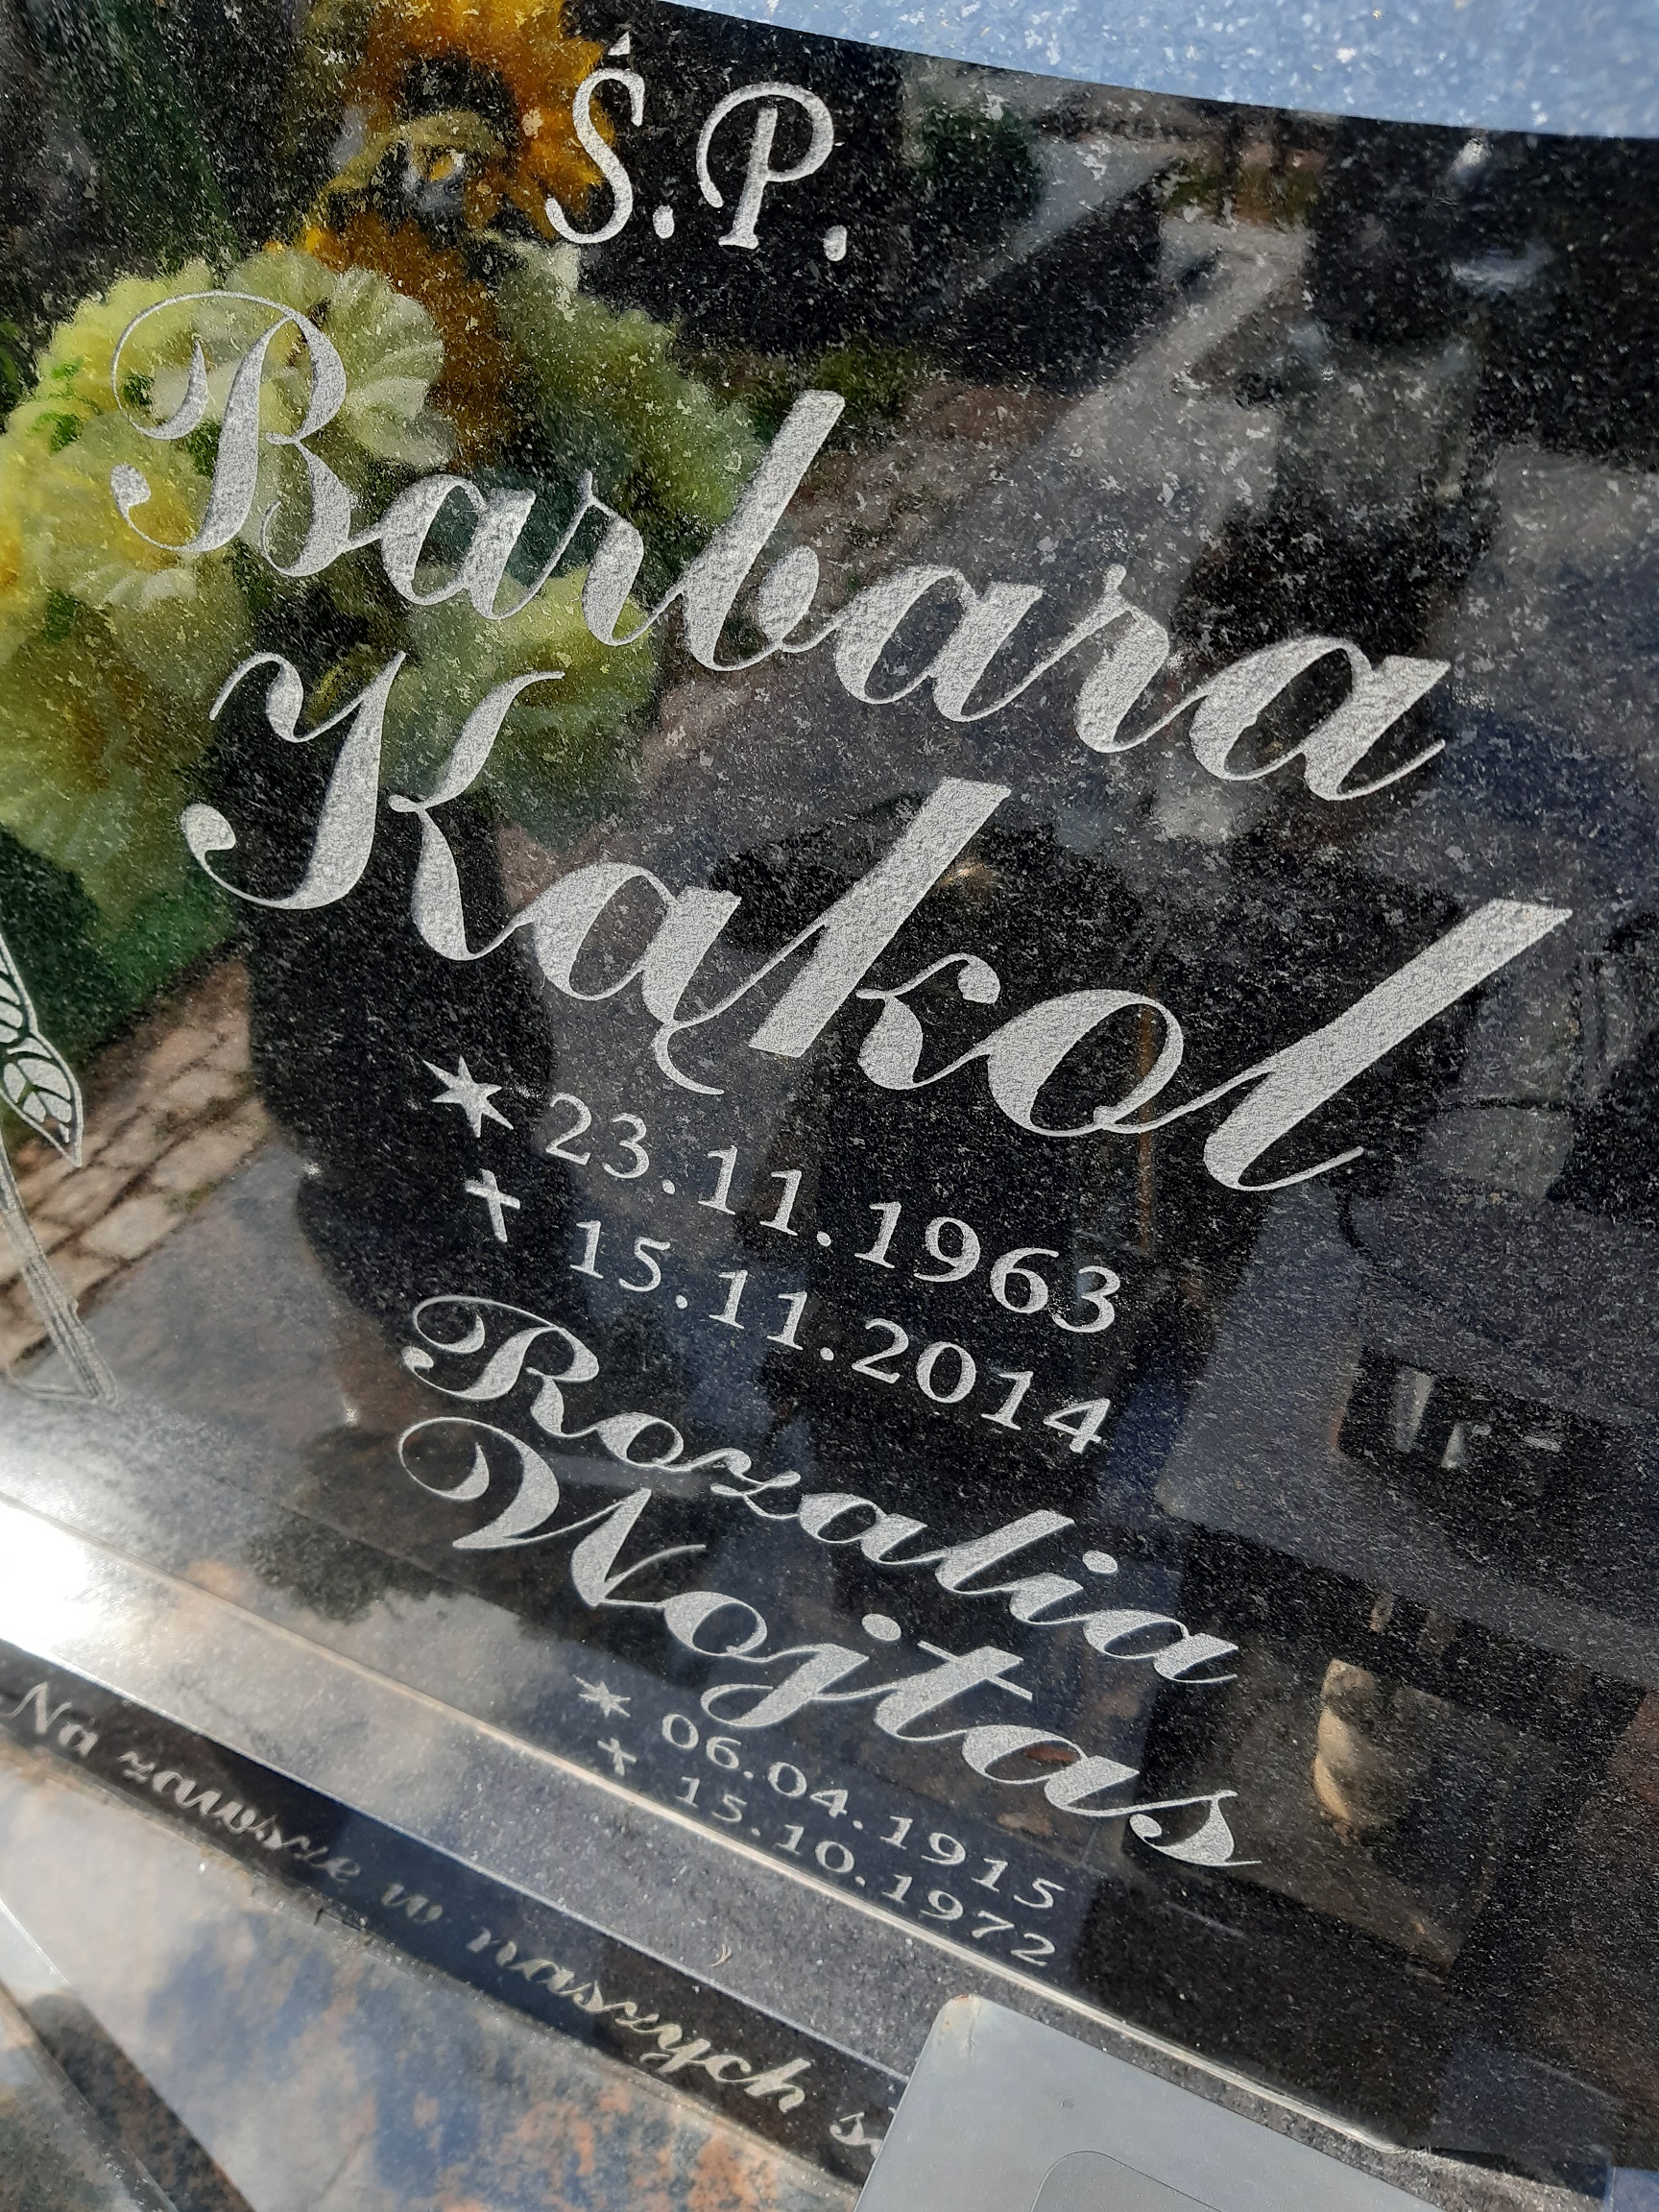 Ś.P.
Barbara
Kąkol
* 23.11.1963
✝ 15.11.2014
Rozalia
Wojtas
* 06.04.1915
✝ 15.10.1972
Na zawsze w naszych